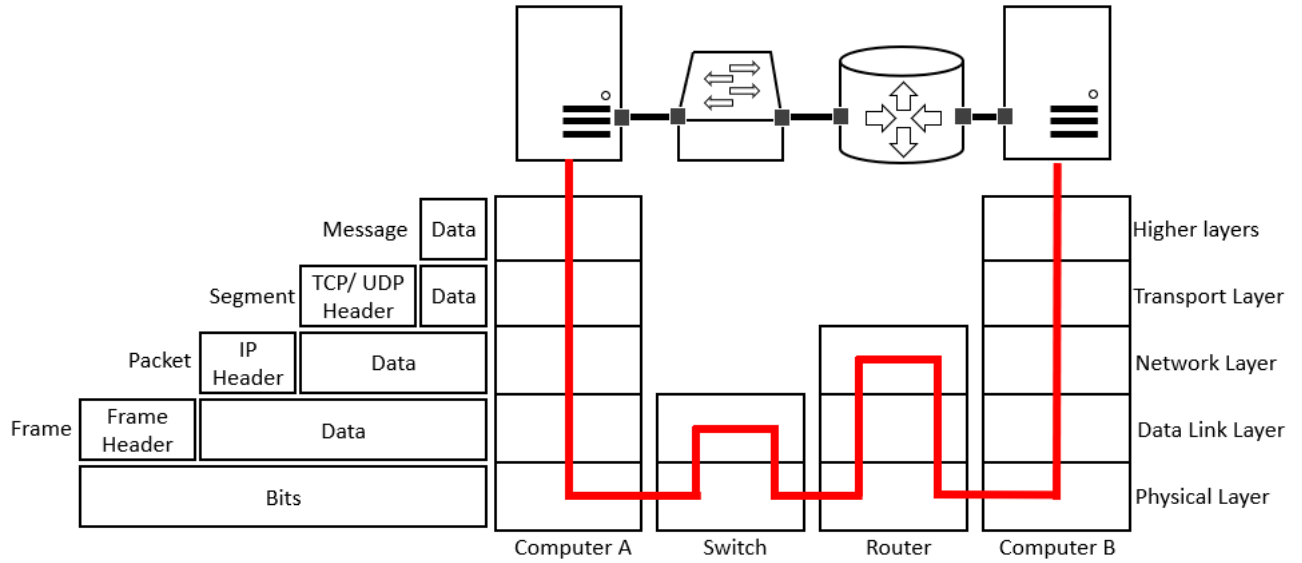 Message
Data
Higher layers
Segment
TCP/ UDP
Header
Data
Transport Layer
Packet
IP
Header
Data
Network Layer
Frame
Frame
Header
Data
Data Link Layer
Bits
Physical Layer
Computer A
Switch
Router
Computer B